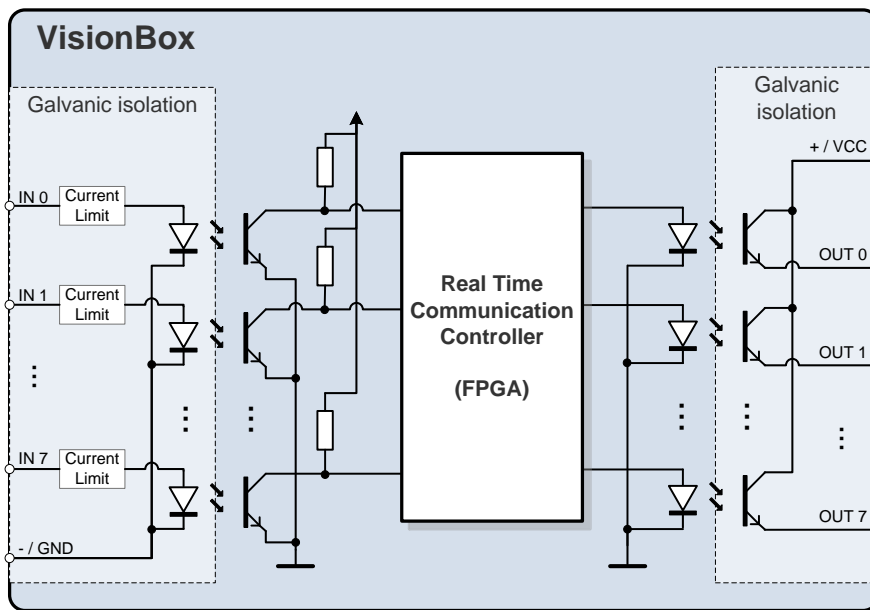 VisionBox
Galvanic isolation
Galvanic
isolation
+ / VCC
IN 0
Current
Limit
OUT 0
IN 1
Current
Limit
Real Time
Communication
Controller
(FPGA)
OUT 1
...
...
...
...
...
...
IN 7
Current
Limit
OUT 7
- / GND